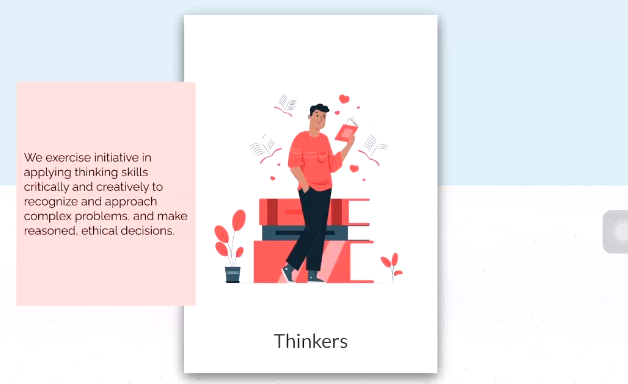 We exercise initiative in
applying thinking skills
critically and creatively to
recognize and approach
complex problems, and make
reasoned, ethical decisions.
Thinkers